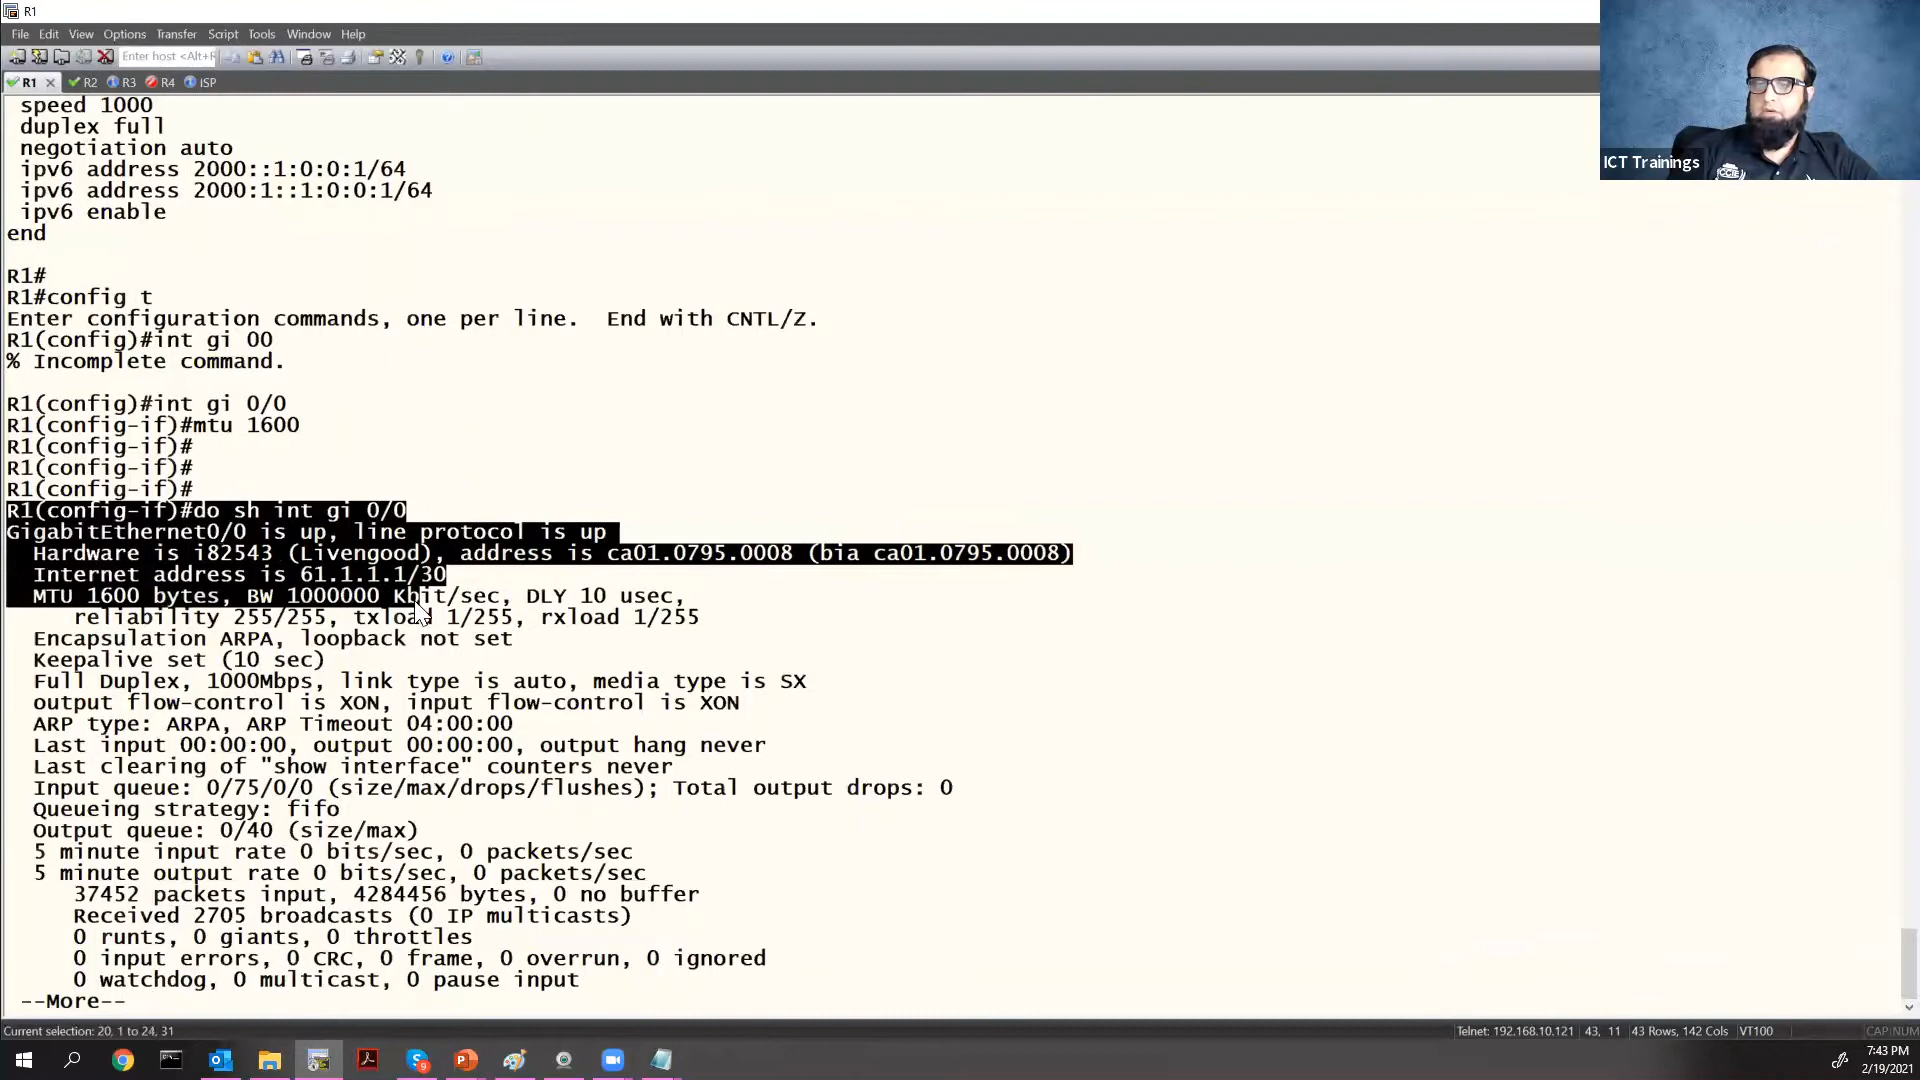 R1
File Edit View Options Transfer Script Tools Window Help
Enter host <Alt+R
R1 R2 R3 R4 ISP
speed 1000
duplex full
negotiation auto
ipv6 address 2000::1:0:0:1/64
ipv6 address 2000:1::1:0:0:1/64
ipv6 enable
end
R1#
R1#config t
Enter configuration commands, one per line.  End with CNTL/Z.
R1(config)#int gi 00
% Incomplete command.
R1(config)#int gi 0/0
R1(config-if)#mtu 1600
R1(config-if)#
R1(config-if)#
R1(config-if)#
R1(config-if)#do sh int gi 0/0
GigabitEthernet0/0 is up, line protocol is up
Hardware is i82543 (Livengood), address is ca01.0795.0008 (bia ca01.0795.0008)
Internet address is 61.1.1.1/30
MTU 1600 bytes, BW 1000000 Kbit/sec, DLY 10 usec,
reliability 255/255, txload 1/255, rxload 1/255
Encapsulation ARPA, loopback not set
Keepalive set (10 sec)
Full Duplex, 1000Mbps, link type is auto, media type is SX
output flow-control is XON, input flow-control is XON
ARP type: ARPA, ARP Timeout 04:00:00
Last input 00:00:00, output 00:00:00, output hang never
Last clearing of "show interface" counters never
Input queue: 0/75/0/0 (size/max/drops/flushes); Total output drops: 0
Queueing strategy: fifo
Output queue: 0/40 (size/max)
5 minute input rate 0 bits/sec, 0 packets/sec
5 minute output rate 0 bits/sec, 0 packets/sec
37452 packets input, 4284456 bytes, 0 no buffer
Received 2705 broadcasts (0 IP multicasts)
0 runts, 0 giants, 0 throttles
0 input errors, 0 CRC, 0 frame, 0 overrun, 0 ignored
0 watchdog, 0 multicast, 0 pause input
--More--
ICT Trainings
CCIE
Current selection: 20, 1 to 24, 31
Telnet: 192.168.10.121 43, 11 43 Rows, 142 Cols VT100 CAP NUM
9
7:43 PM
2/19/2021